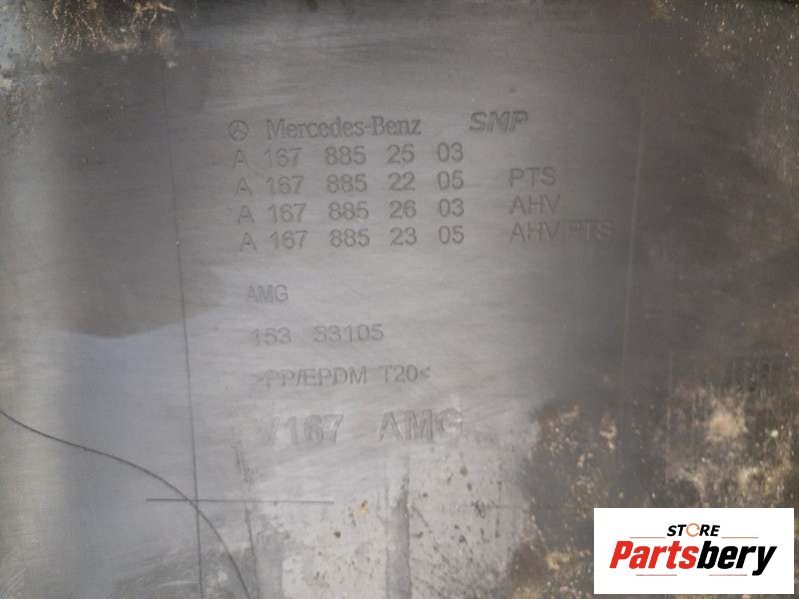 Mercedes-Benz SMP
A 167 885 25 03
A 167 885 22 05 PTS
A 167 885 26 03 AHV
A 167 885 23 05 AHV/PTS
AMG
153 53105
>PP/EPDM T20<
V167 AMG
STORE
Partsbery